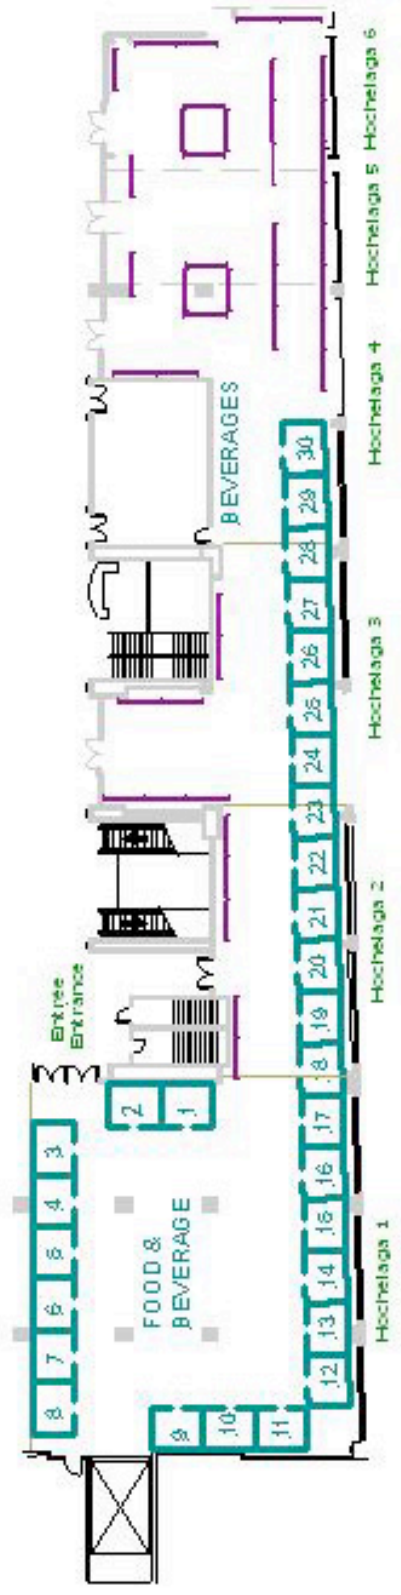 8
7
6
5
4
3
Entrée
Entrance
2
1
FOOD &
BEVERAGE
BEVERAGES
9
10
11
12
13
14
15
16
17
18
19
20
21
22
23
24
25
26
27
28
29
30
Hochelaga 1
Hochelaga 2
Hochelaga 3
Hochelaga 4
Hochelaga 5
Hochelaga 6